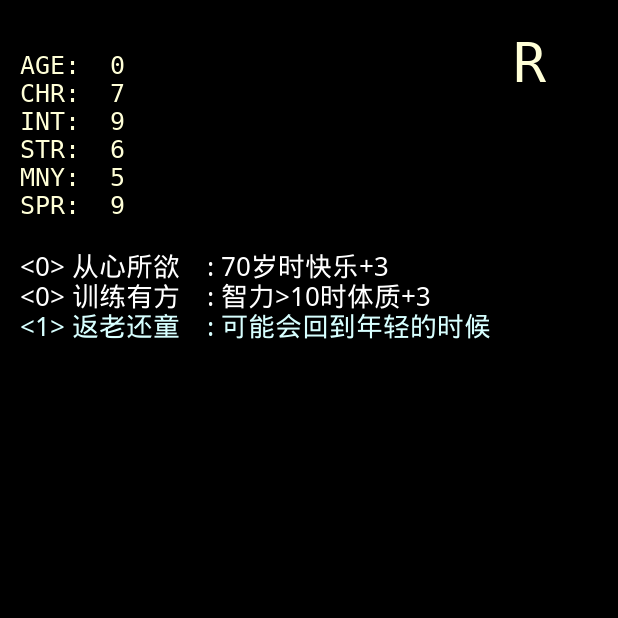 R
AGE: 0
CHR: 7
INT: 9
STR: 6
MNY: 5
SPR: 9
<0> 从心所欲 : 70岁时快乐+3
<0> 训练有方 : 智力>10时体质+3
<1> 返老还童 : 可能会回到年轻的时候